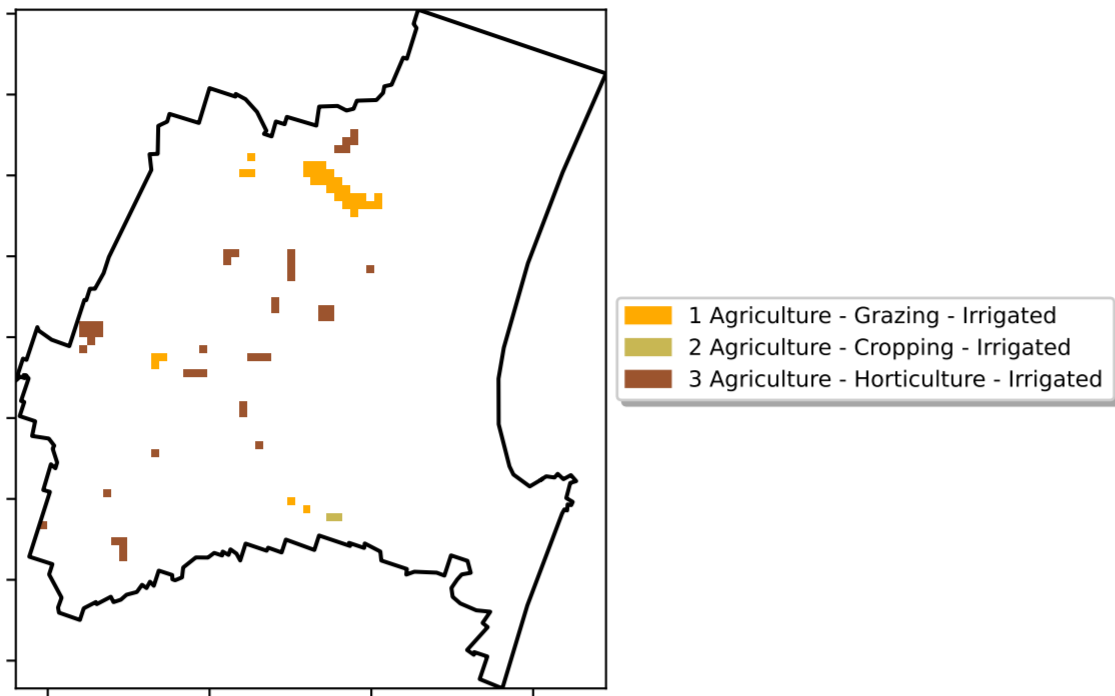 1 Agriculture - Grazing - Irrigated
2 Agriculture - Cropping - Irrigated
3 Agriculture - Horticulture - Irrigated